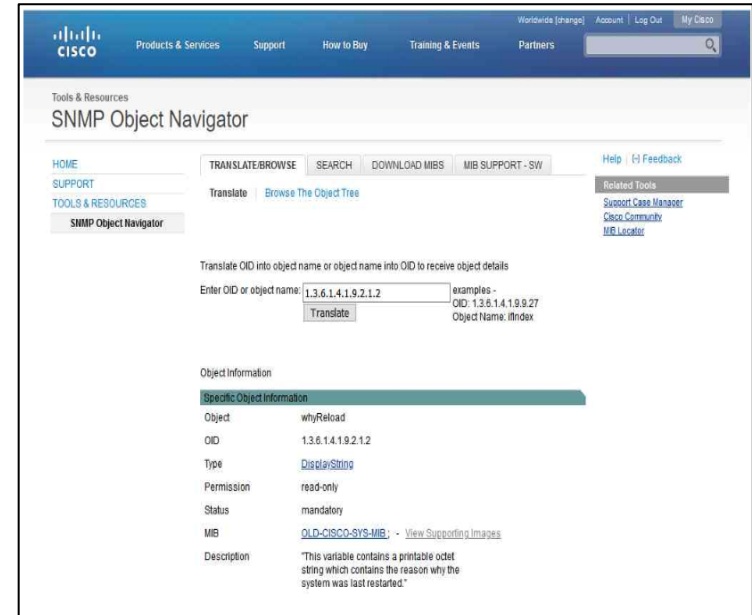 Worldwide [change] Account | Log Out My Cisco
CISCO
Products & Services Support How to Buy Training & Events Partners
Tools & Resources
SNMP Object Navigator
HOME
SUPPORT
TOOLS & RESOURCES
SNMP Object Navigator
TRANSLATE/BROWSE SEARCH DOWNLOAD MIBS MIB SUPPORT - SW
Translate | Browse The Object Tree
Help | [-] Feedback
Related Tools
Support Case Manager
Cisco Community
MIB Locator
Translate OID into object name or object name into OID to receive object details
Enter OID or object name: 1.3.6.1.4.1.9.2.1.2
Translate
examples -
OID: 1.3.6.1.4.1.9.9.27
Object Name: ifIndex
Object Information
Specific Object Information
Object whyReload
OID 1.3.6.1.4.1.9.2.1.2
Type DisplayString
Permission read-only
Status mandatory
MIB OLD-CISCO-SYS-MIB ; - View Supporting Images
Description "This variable contains a printable octet
string which contains the reason why the
system was last restarted."